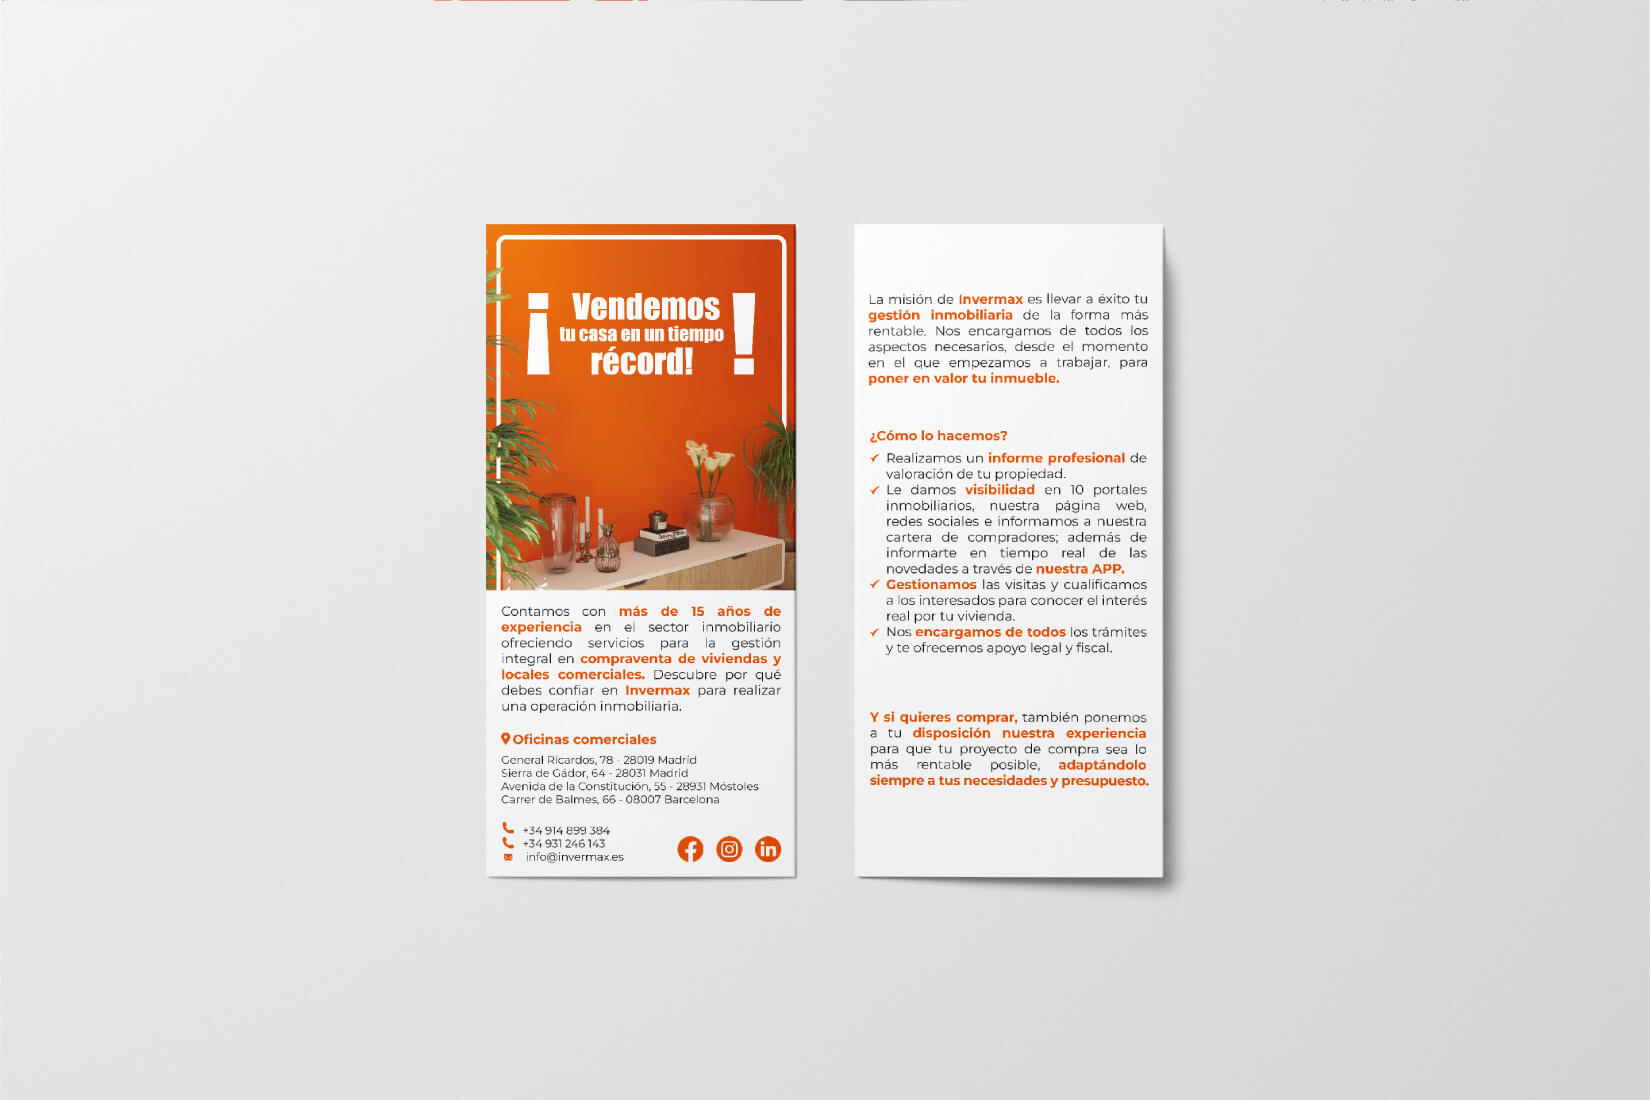 ¡ Vendemos !
tu casa en un tiempo
récord!
Contamos con más de 15 años de
experiencia en el sector inmobiliario
ofreciendo servicios para la gestión
integral en compraventa de viviendas y
locales comerciales. Descubre por qué
debes confiar en Invermax para realizar
una operación inmobiliaria.
Oficinas comerciales
General Ricardos, 78 - 28019 Madrid
Sierra de Gádor, 64 - 28031 Madrid
Avenida de la Constitución, 55 - 28931 Móstoles
Carrer de Balmes, 66 - 08007 Barcelona
+34 914 899 384
+34 931 246 143
info@invermax.es
La misión de Invermax es llevar a éxito tu
gestión inmobiliaria de la forma más
rentable. Nos encargamos de todos los
aspectos necesarios, desde el momento
en el que empezamos a trabajar, para
poner en valor tu inmueble.
¿Cómo lo hacemos?
Realizamos un informe profesional de
valoración de tu propiedad.
Le damos visibilidad en 10 portales
inmobiliarios, nuestra página web,
redes sociales e informamos a nuestra
cartera de compradores; además de
informarte en tiempo real de las
novedades a través de nuestra APP.
Gestionamos las visitas y cualificamos
a los interesados para conocer el interés
real por tu vivienda.
Nos encargamos de todos los trámites
y te ofrecemos apoyo legal y fiscal.
Y si quieres comprar, también ponemos
a tu disposición nuestra experiencia
para que tu proyecto de compra sea lo
más rentable posible, adaptándolo
siempre a tus necesidades y presupuesto.